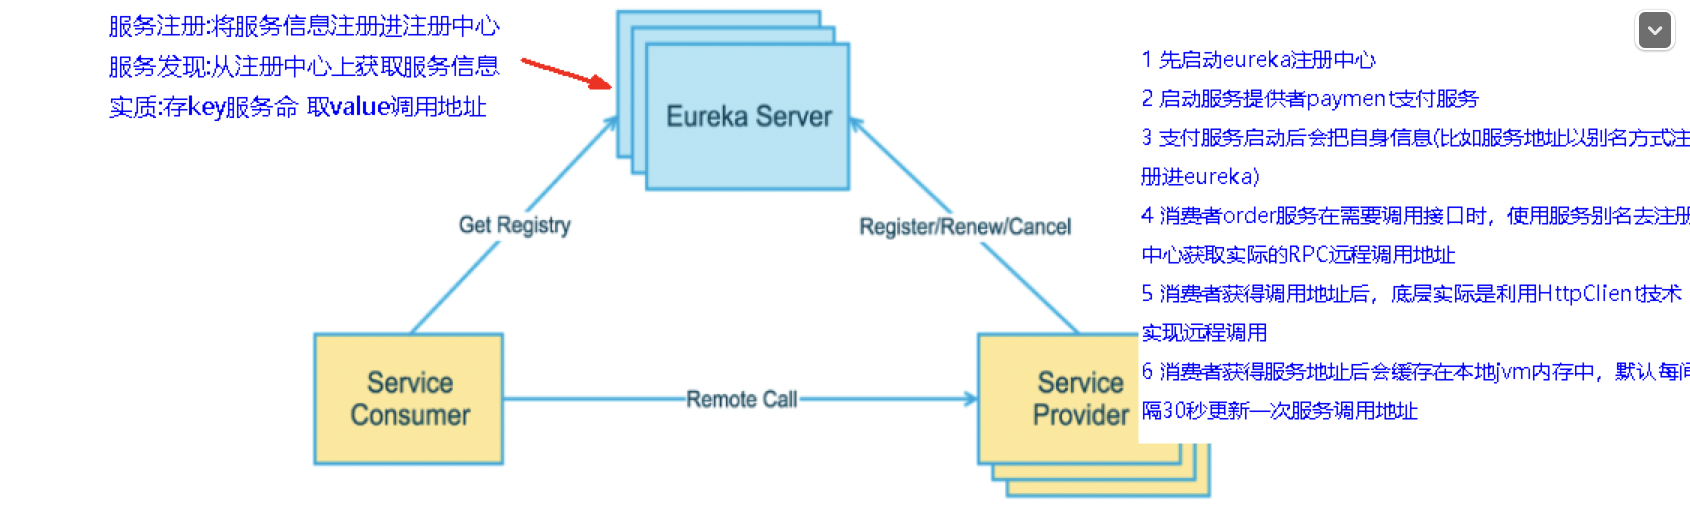 服务注册:将服务信息注册进注册中心
服务发现:从注册中心上获取服务信息
实质:存key服务命 取value调用地址
Eureka Server
Get Registry
Register/Renew/Cancel
Service
Consumer
Remote Call
Service
Provider
1 先启动eureka注册中心
2 启动服务提供者payment支付服务
3 支付服务启动后会把自身信息(比如服务地址以别名方式注
册进eureka)
4 消费者order服务在需要调用接口时，使用服务别名去注册
中心获取实际的RPC远程调用地址
5 消费者获得调用地址后，底层实际是利用HttpClient技术
实现远程调用
6 消费者获得服务地址后会缓存在本地jvm内存中，默认每间
隔30秒更新一次服务调用地址